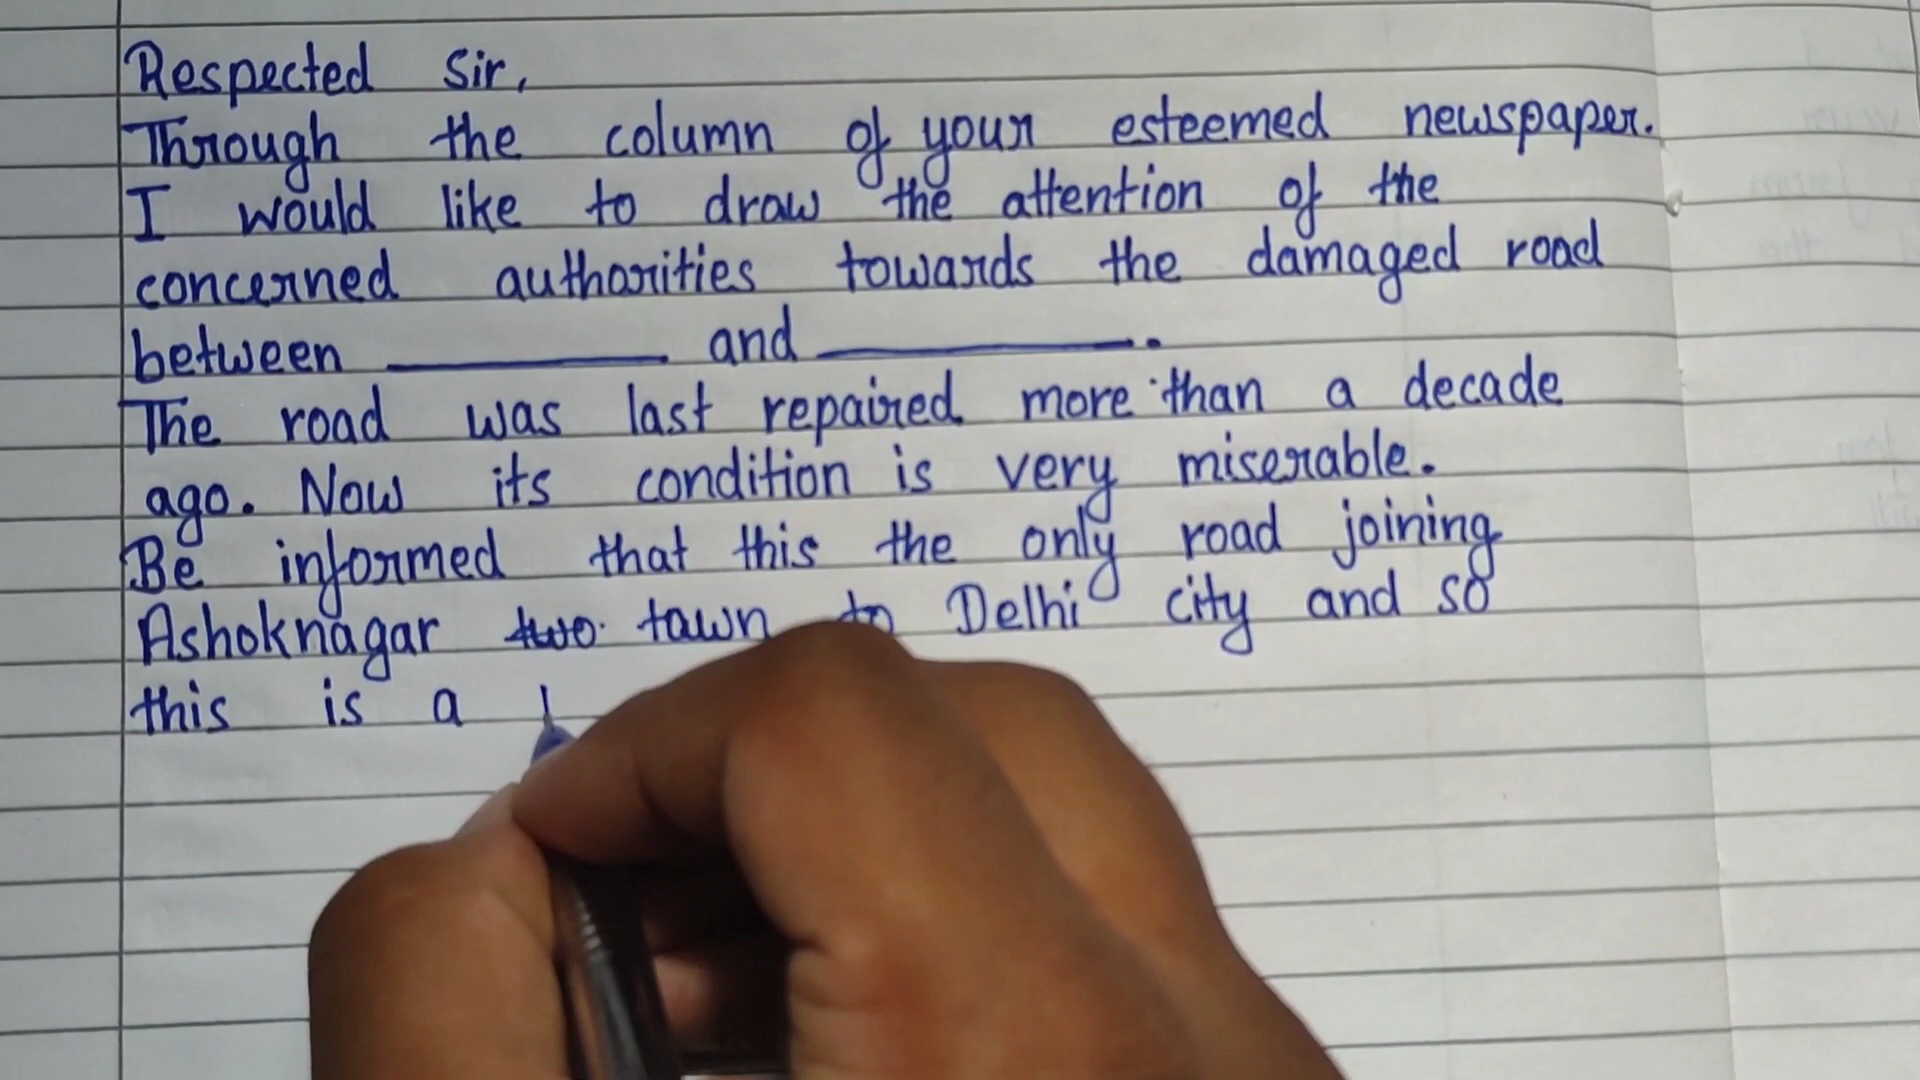 Respected Sir,
Through the column of your esteemed newspaper.
I would like to draw the attention of the
concerned authorities towards the damaged road
between ________ and ________.
The road was last repaired more than a decade
ago. Now its condition is very miserable.
Be informed that this the only road joining
Ashoknagar two tawn to Delhi city and so
this is a